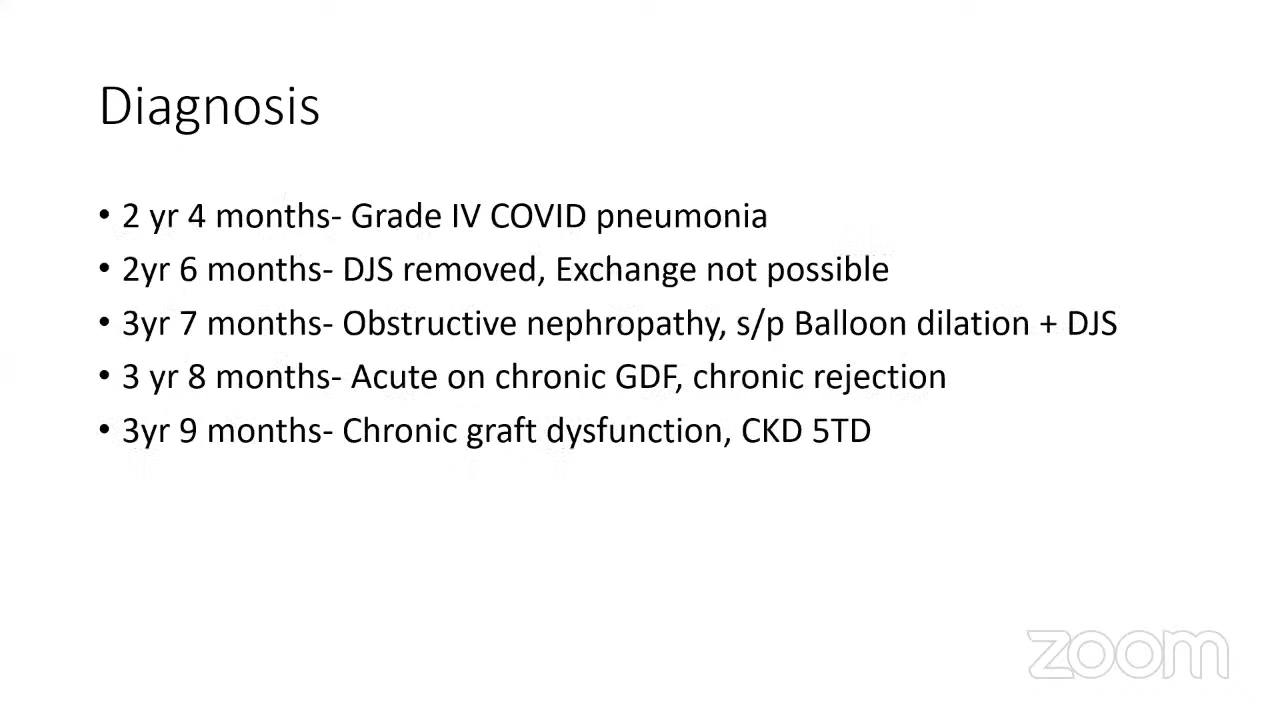 Diagnosis
• 2 yr 4 months- Grade IV COVID pneumonia
• 2yr 6 months- DJS removed, Exchange not possible
• 3yr 7 months- Obstructive nephropathy, s/p Balloon dilation + DJS
• 3 yr 8 months- Acute on chronic GDF, chronic rejection
• 3yr 9 months- Chronic graft dysfunction, CKD 5TD
zoom